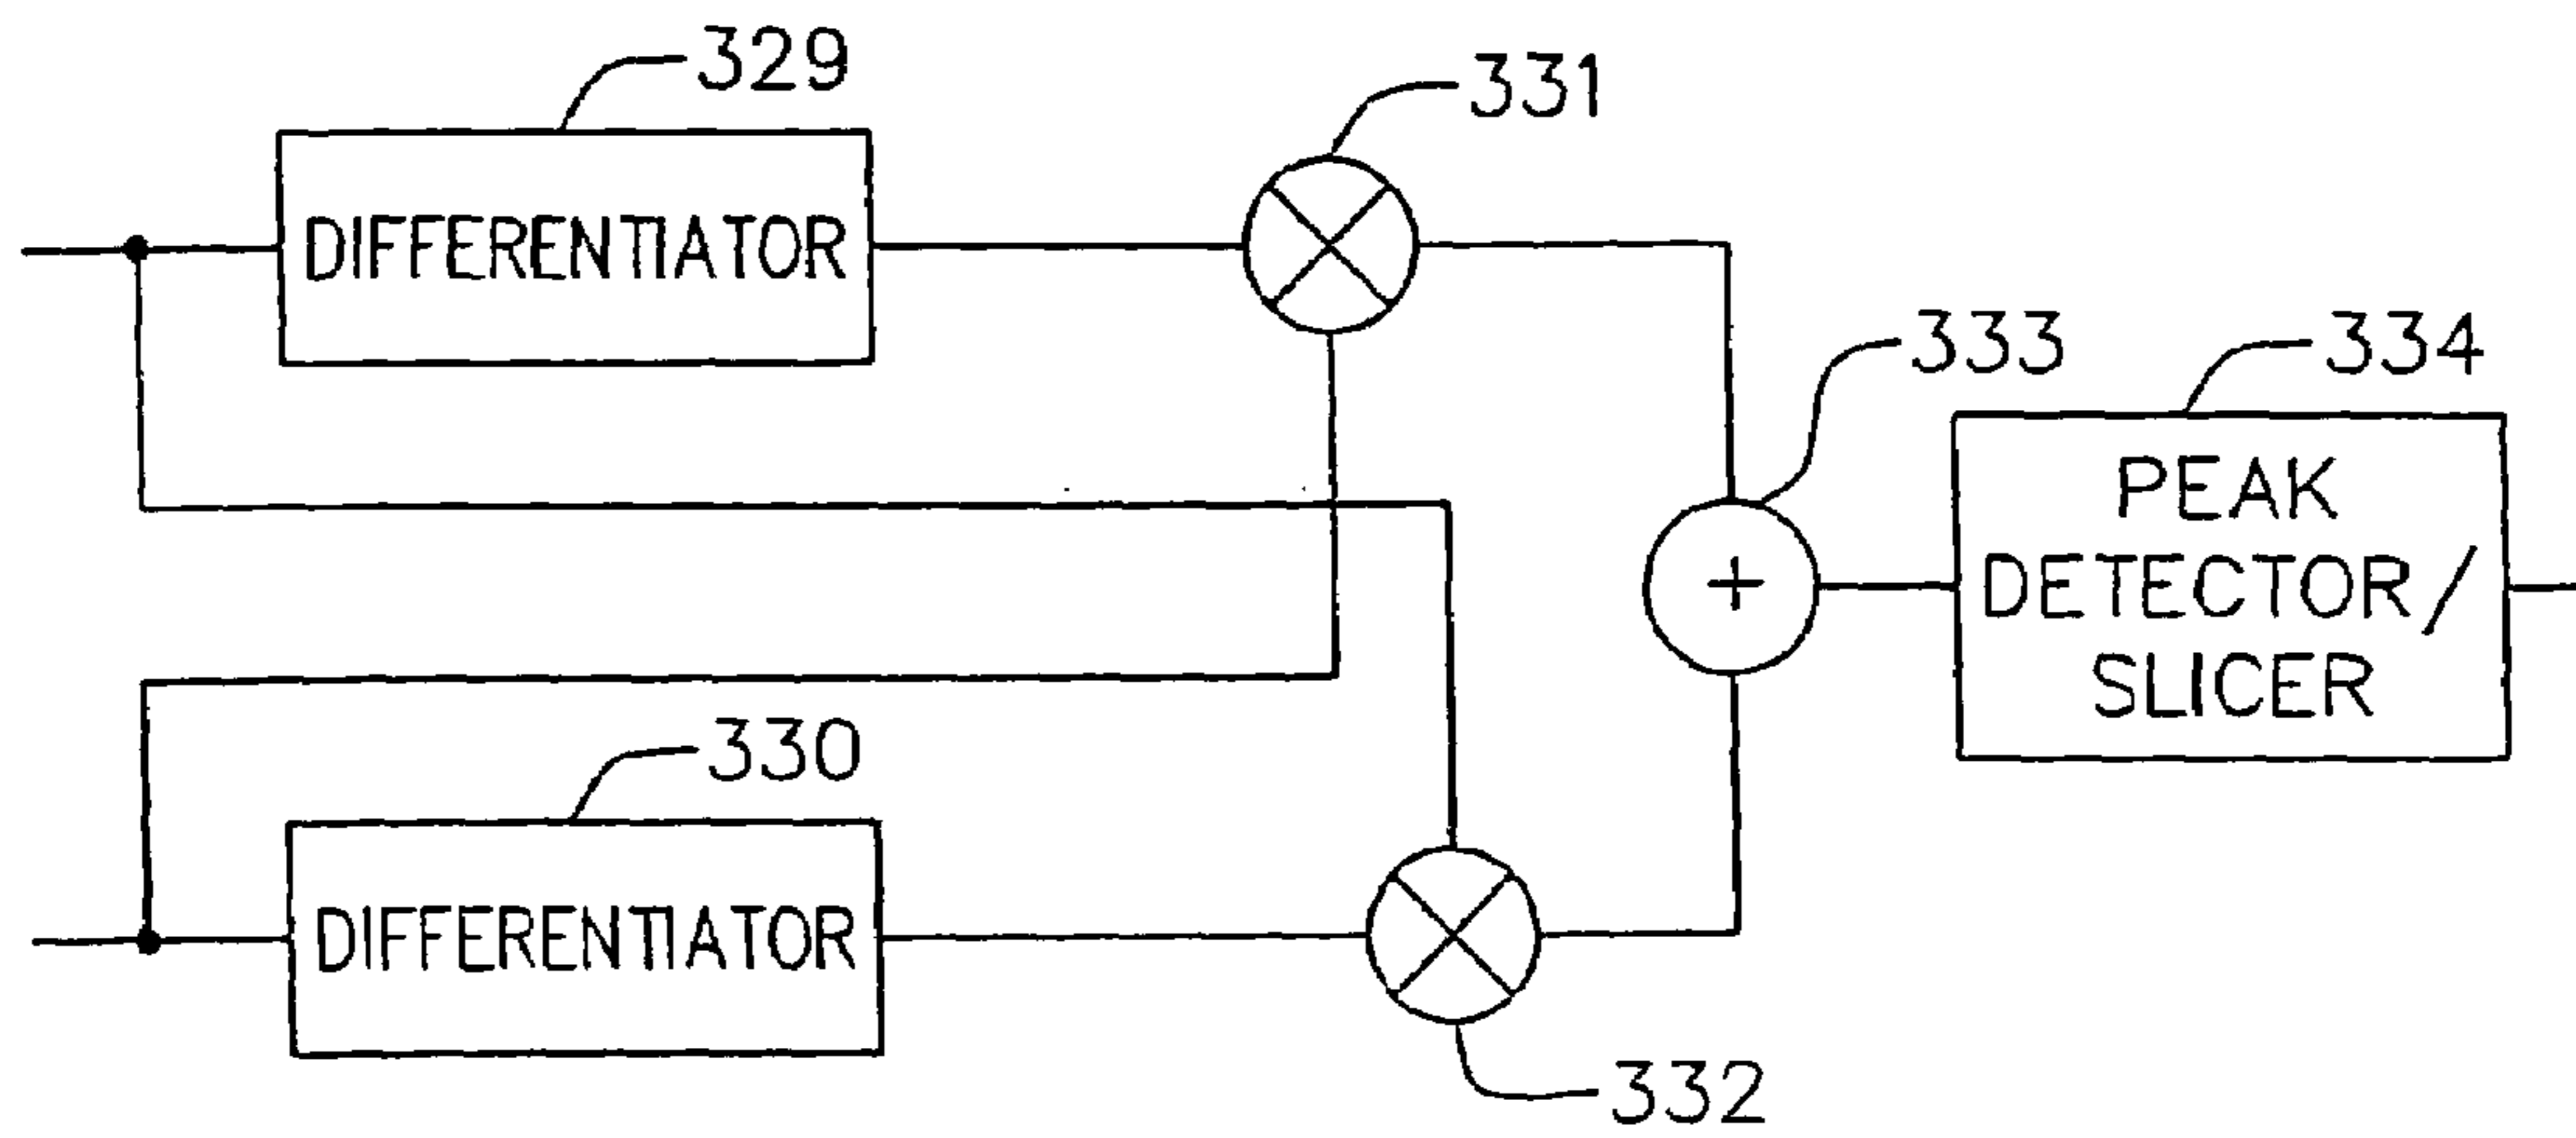 329
331
DIFFERENTIATOR
333
334
PEAK
DETECTOR/
SLICER
+
330
DIFFERENTIATOR
332